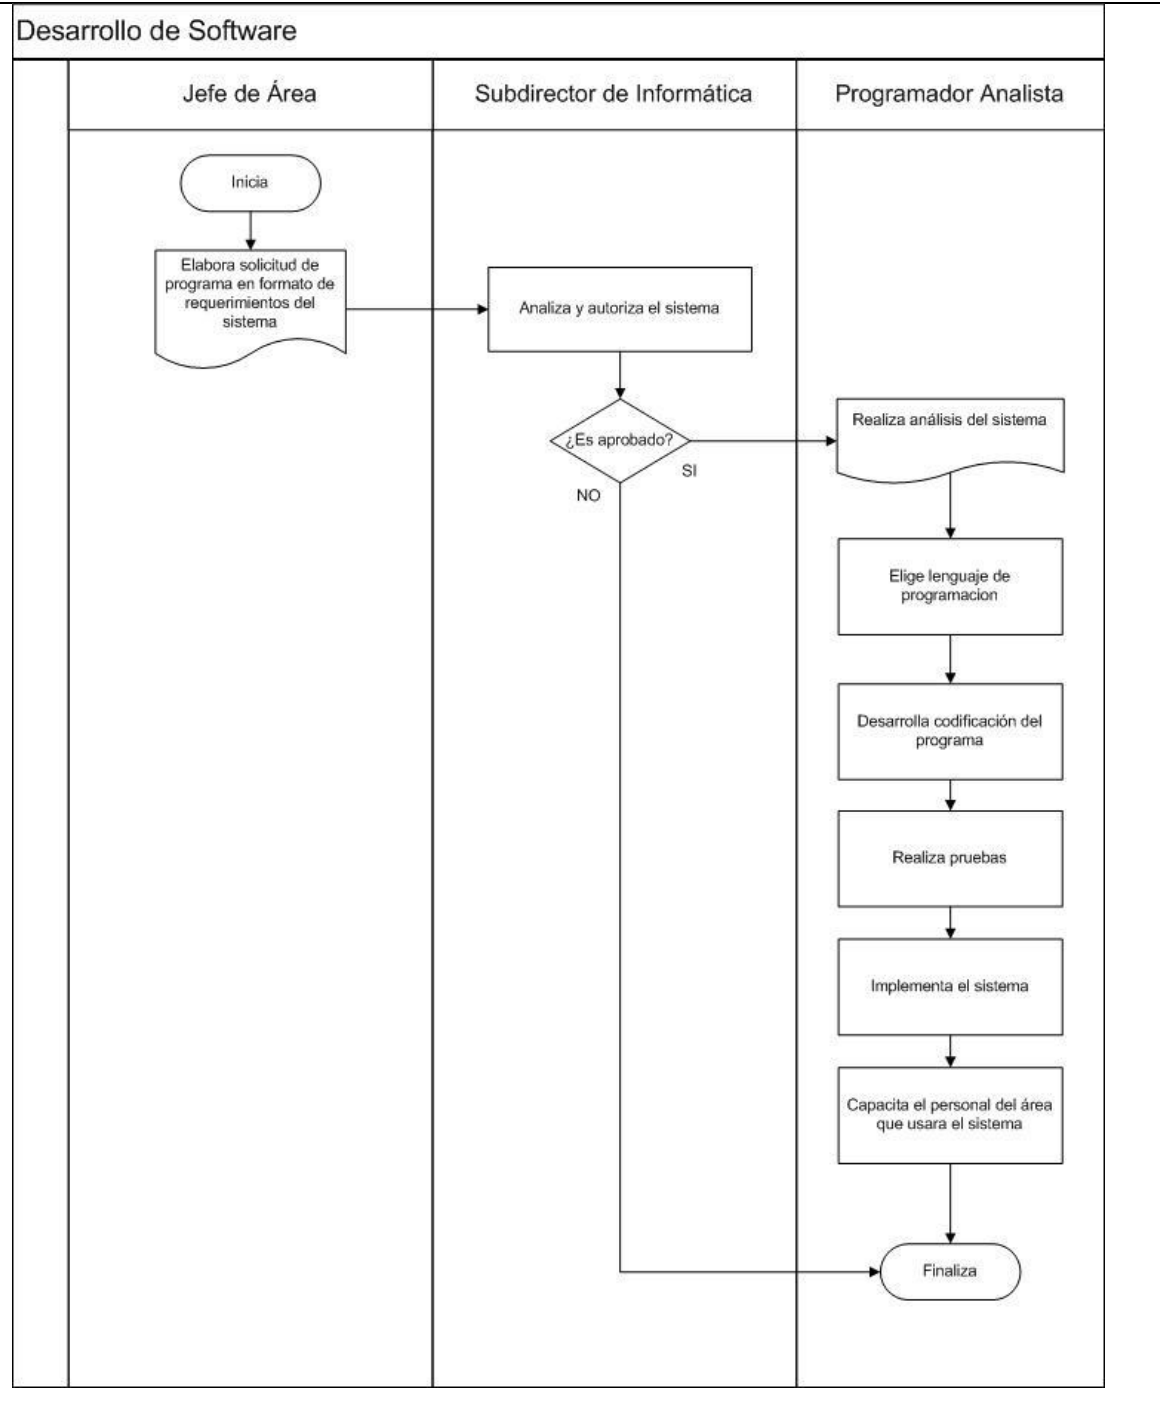 Desarrollo de Software
Jefe de Área
Subdirector de Informática
Programador Analista
Inicia
Elabora solicitud de
programa en formato de
requerimientos del
sistema
Analiza y autoriza el sistema
¿Es aprobado?
SI
NO
Realiza análisis del sistema
Elige lenguaje de
programacion
Desarrolla codificación del
programa
Realiza pruebas
Implementa el sistema
Capacita el personal del área
que usara el sistema
Finaliza